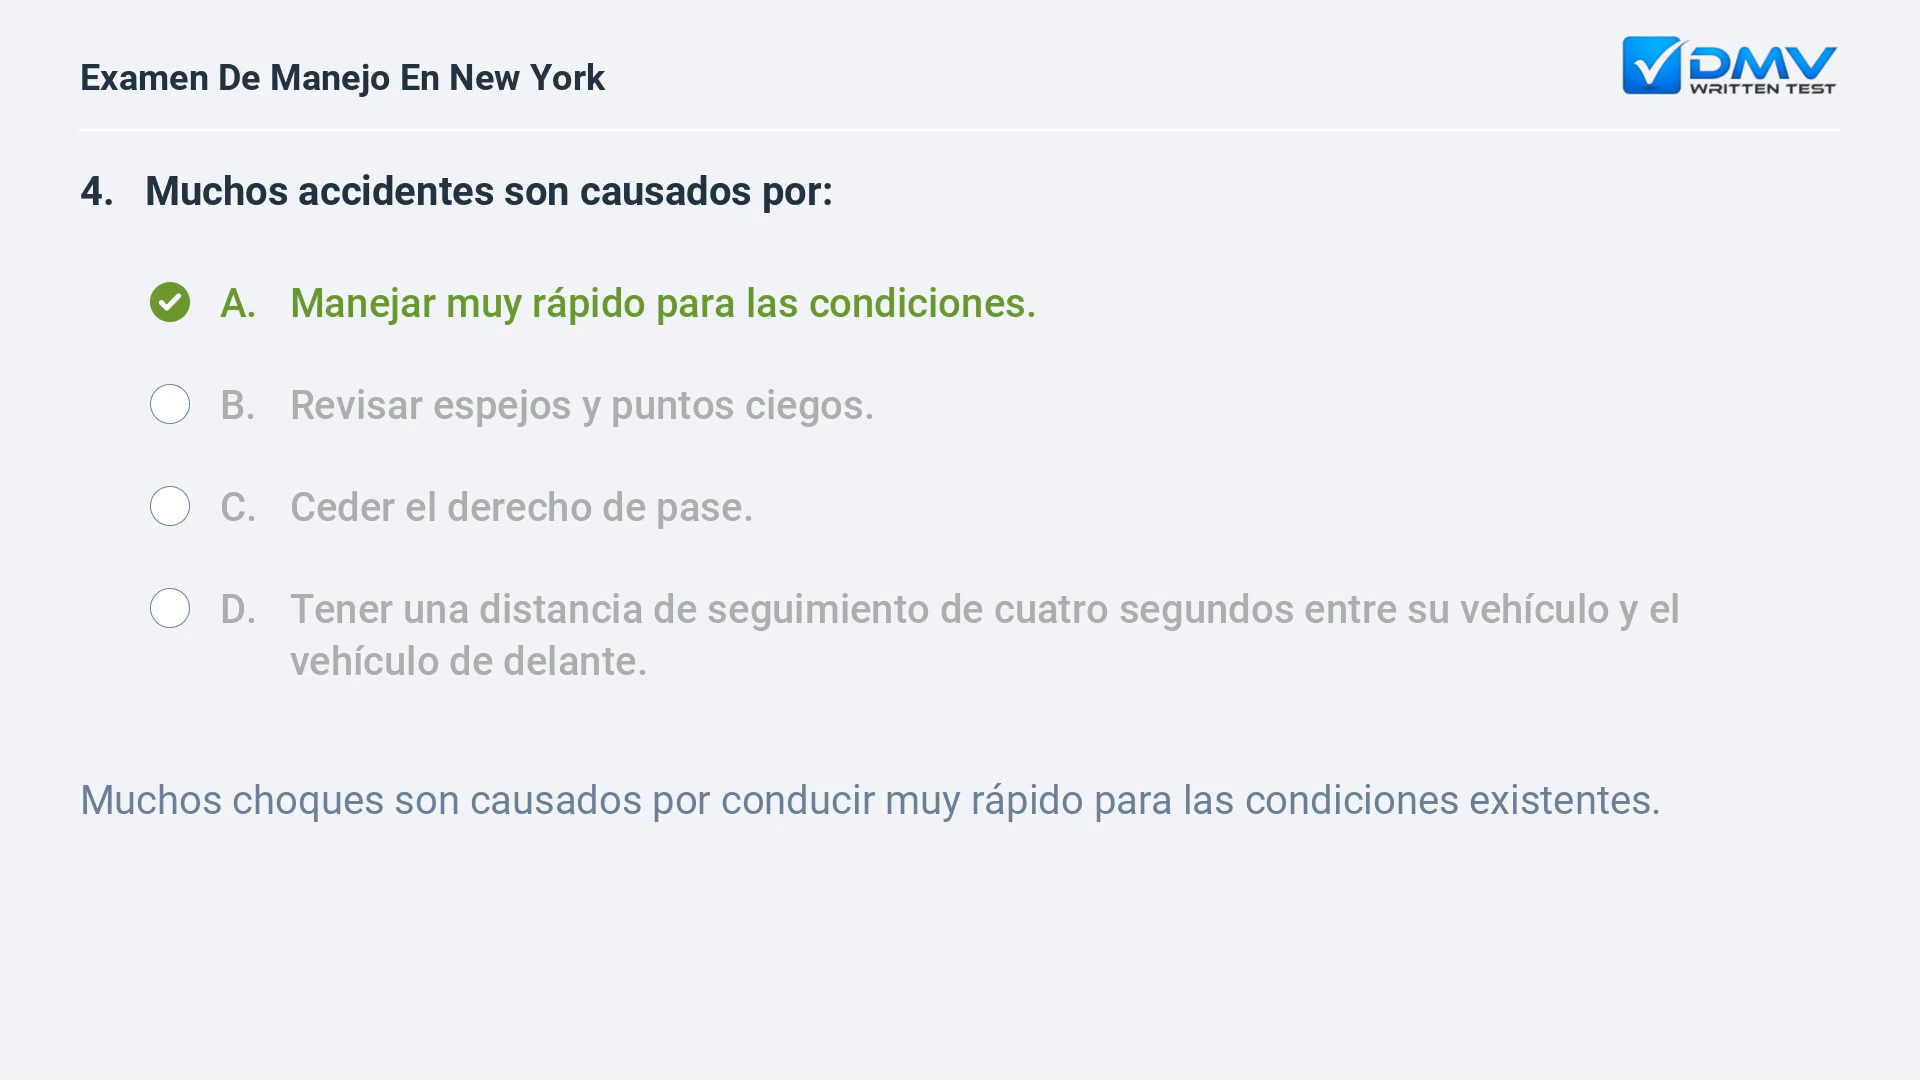 Examen De Manejo En New York
DMV
WRITTEN TEST
4. Muchos accidentes son causados por:
A. Manejar muy rápido para las condiciones.
B. Revisar espejos y puntos ciegos.
C. Ceder el derecho de pase.
D. Tener una distancia de seguimiento de cuatro segundos entre su vehículo y el
vehículo de delante.
Muchos choques son causados por conducir muy rápido para las condiciones existentes.